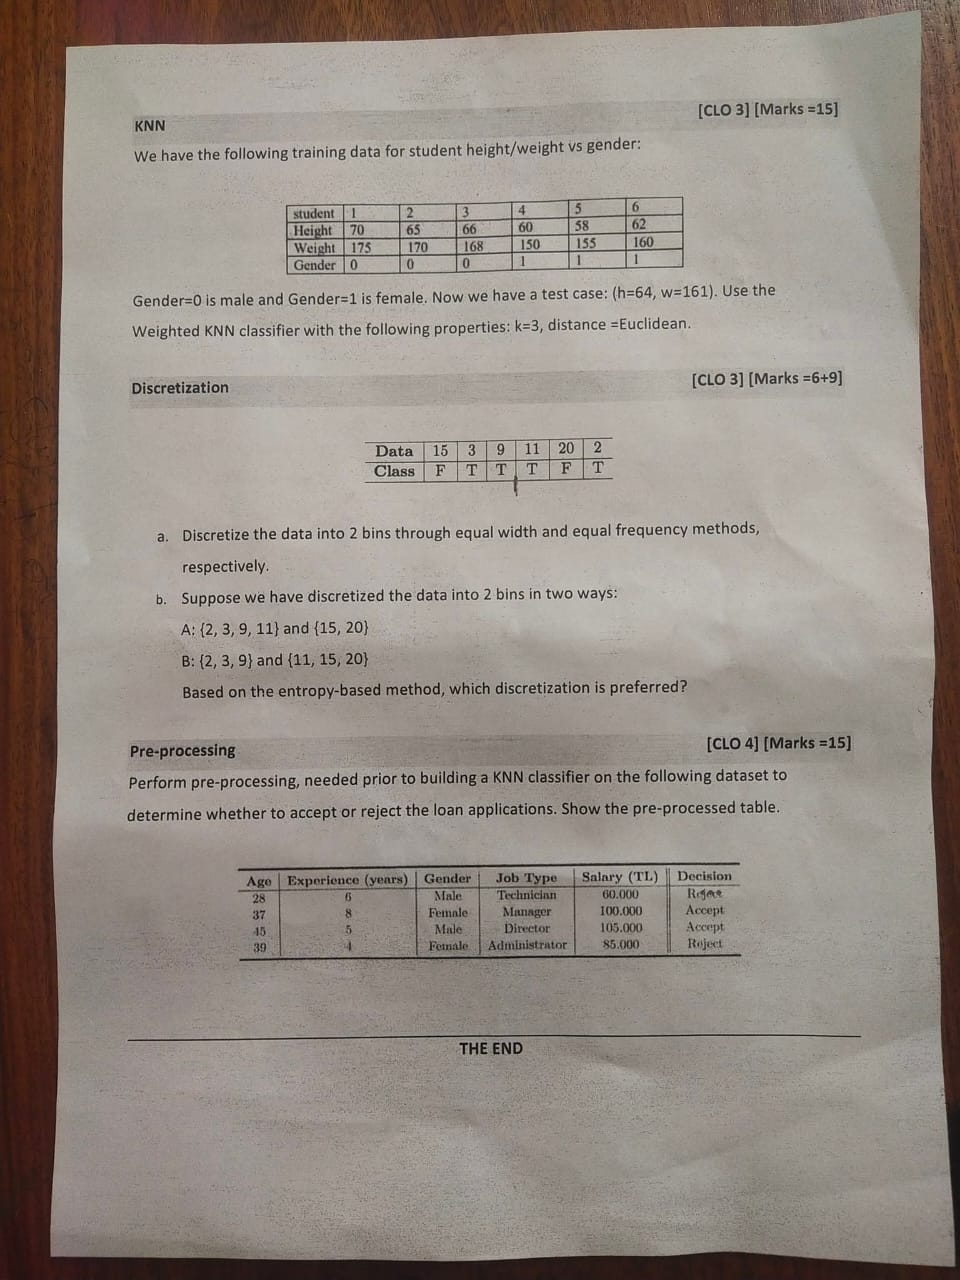 [CLO 3] [Marks =15]
KNN
We have the following training data for student height/weight vs gender:
student 1 2 3 4 5 6
Height 70 65 66 60 58 62
Weight 175 170 168 150 155 160
Gender 0 0 0 1 1 1
Gender=0 is male and Gender=1 is female. Now we have a test case: (h=64, w=161). Use the
Weighted KNN classifier with the following properties: k=3, distance =Euclidean.
Discretization [CLO 3] [Marks =6+9]
Data 15 3 9 11 20 2
Class F T T T F T
a. Discretize the data into 2 bins through equal width and equal frequency methods,
respectively.
b. Suppose we have discretized the data into 2 bins in two ways:
A: {2, 3, 9, 11} and {15, 20}
B: {2, 3, 9} and {11, 15, 20}
Based on the entropy-based method, which discretization is preferred?
Pre-processing [CLO 4] [Marks =15]
Perform pre-processing, needed prior to building a KNN classifier on the following dataset to
determine whether to accept or reject the loan applications. Show the pre-processed table.
Age Experience (years) Gender Job Type Salary (TL) Decision
28 6 Male Technician 60.000 Reject
37 8 Female Manager 100.000 Accept
45 5 Male Director 105.000 Accept
39 4 Female Administrator 85.000 Reject
THE END